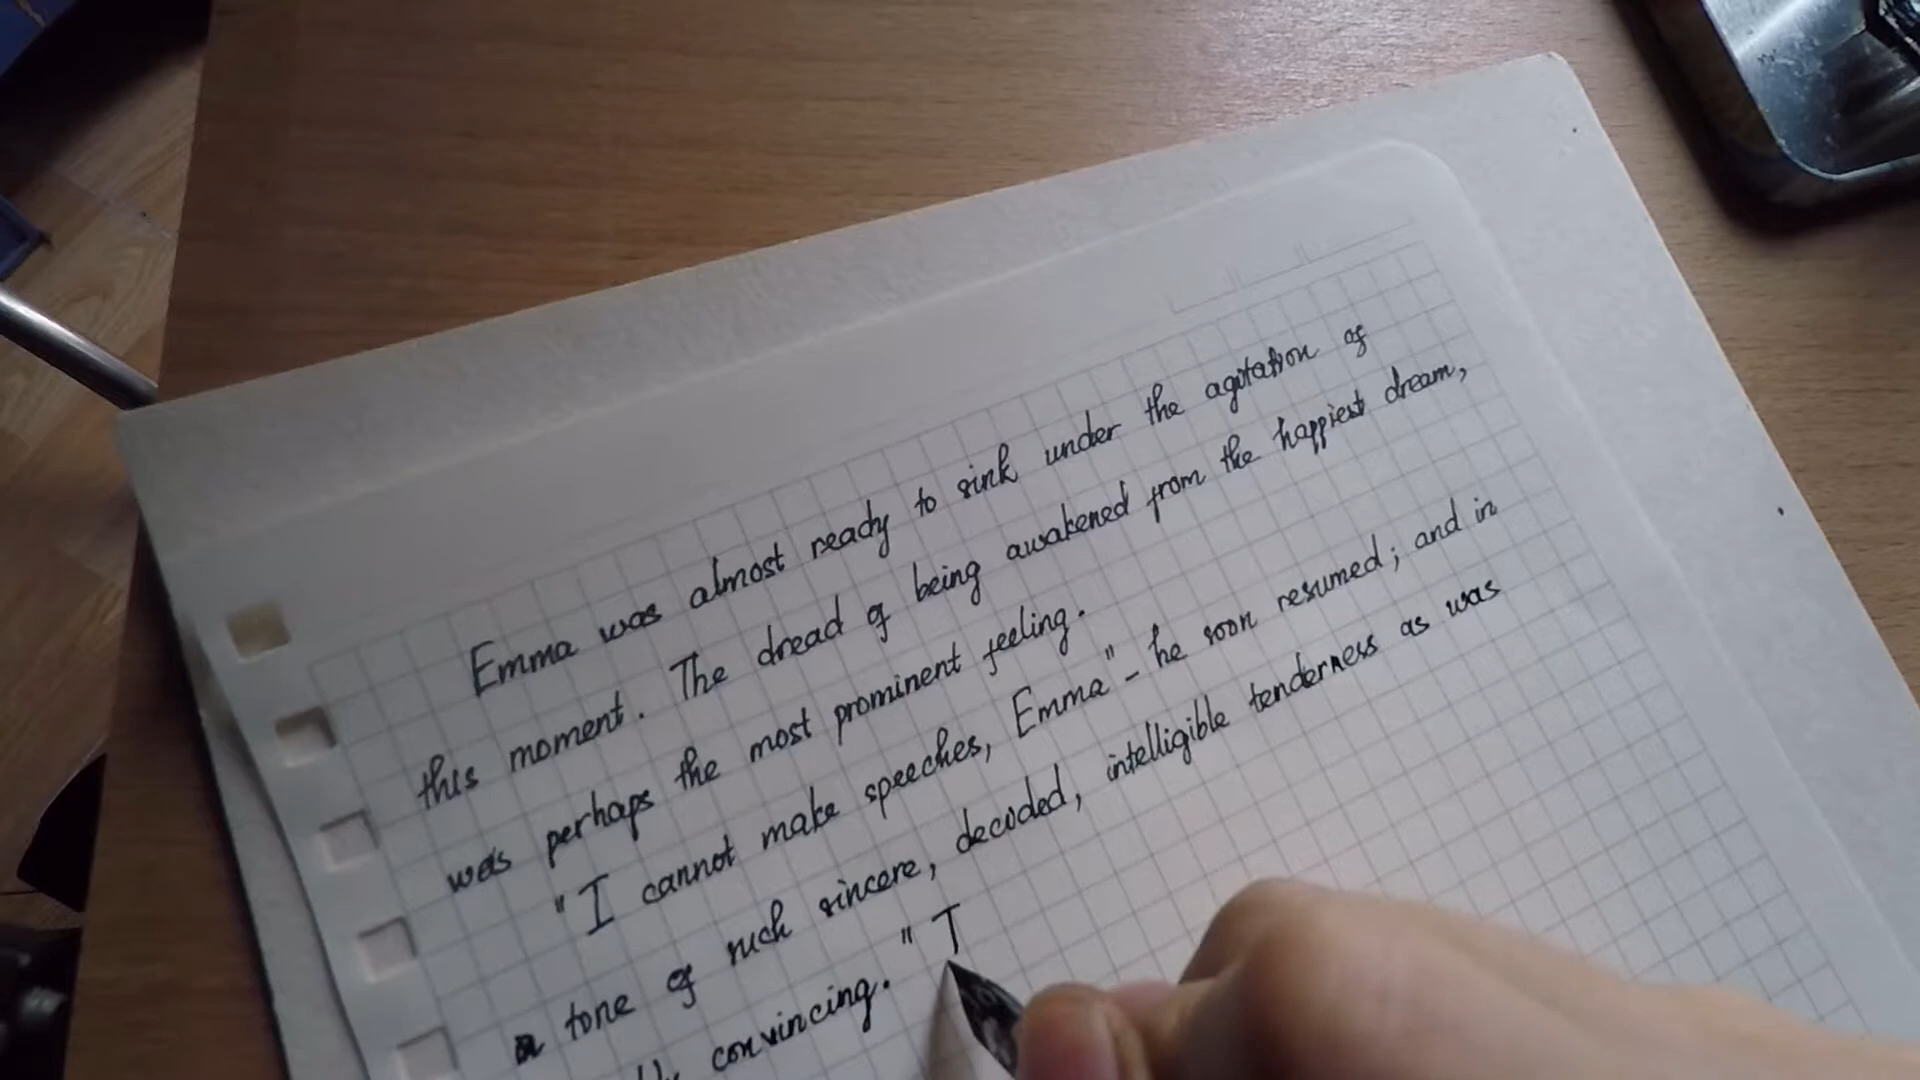 Emma was almost ready to sink under the agitation of
this moment. The dread of being awakened from the happiest dream,
was perhaps the most prominent feeling.
"I cannot make speeches, Emma" - he soon resumed; and in
a tone of such sincere, decoded, intelligible tenderness as was
convincing. "I